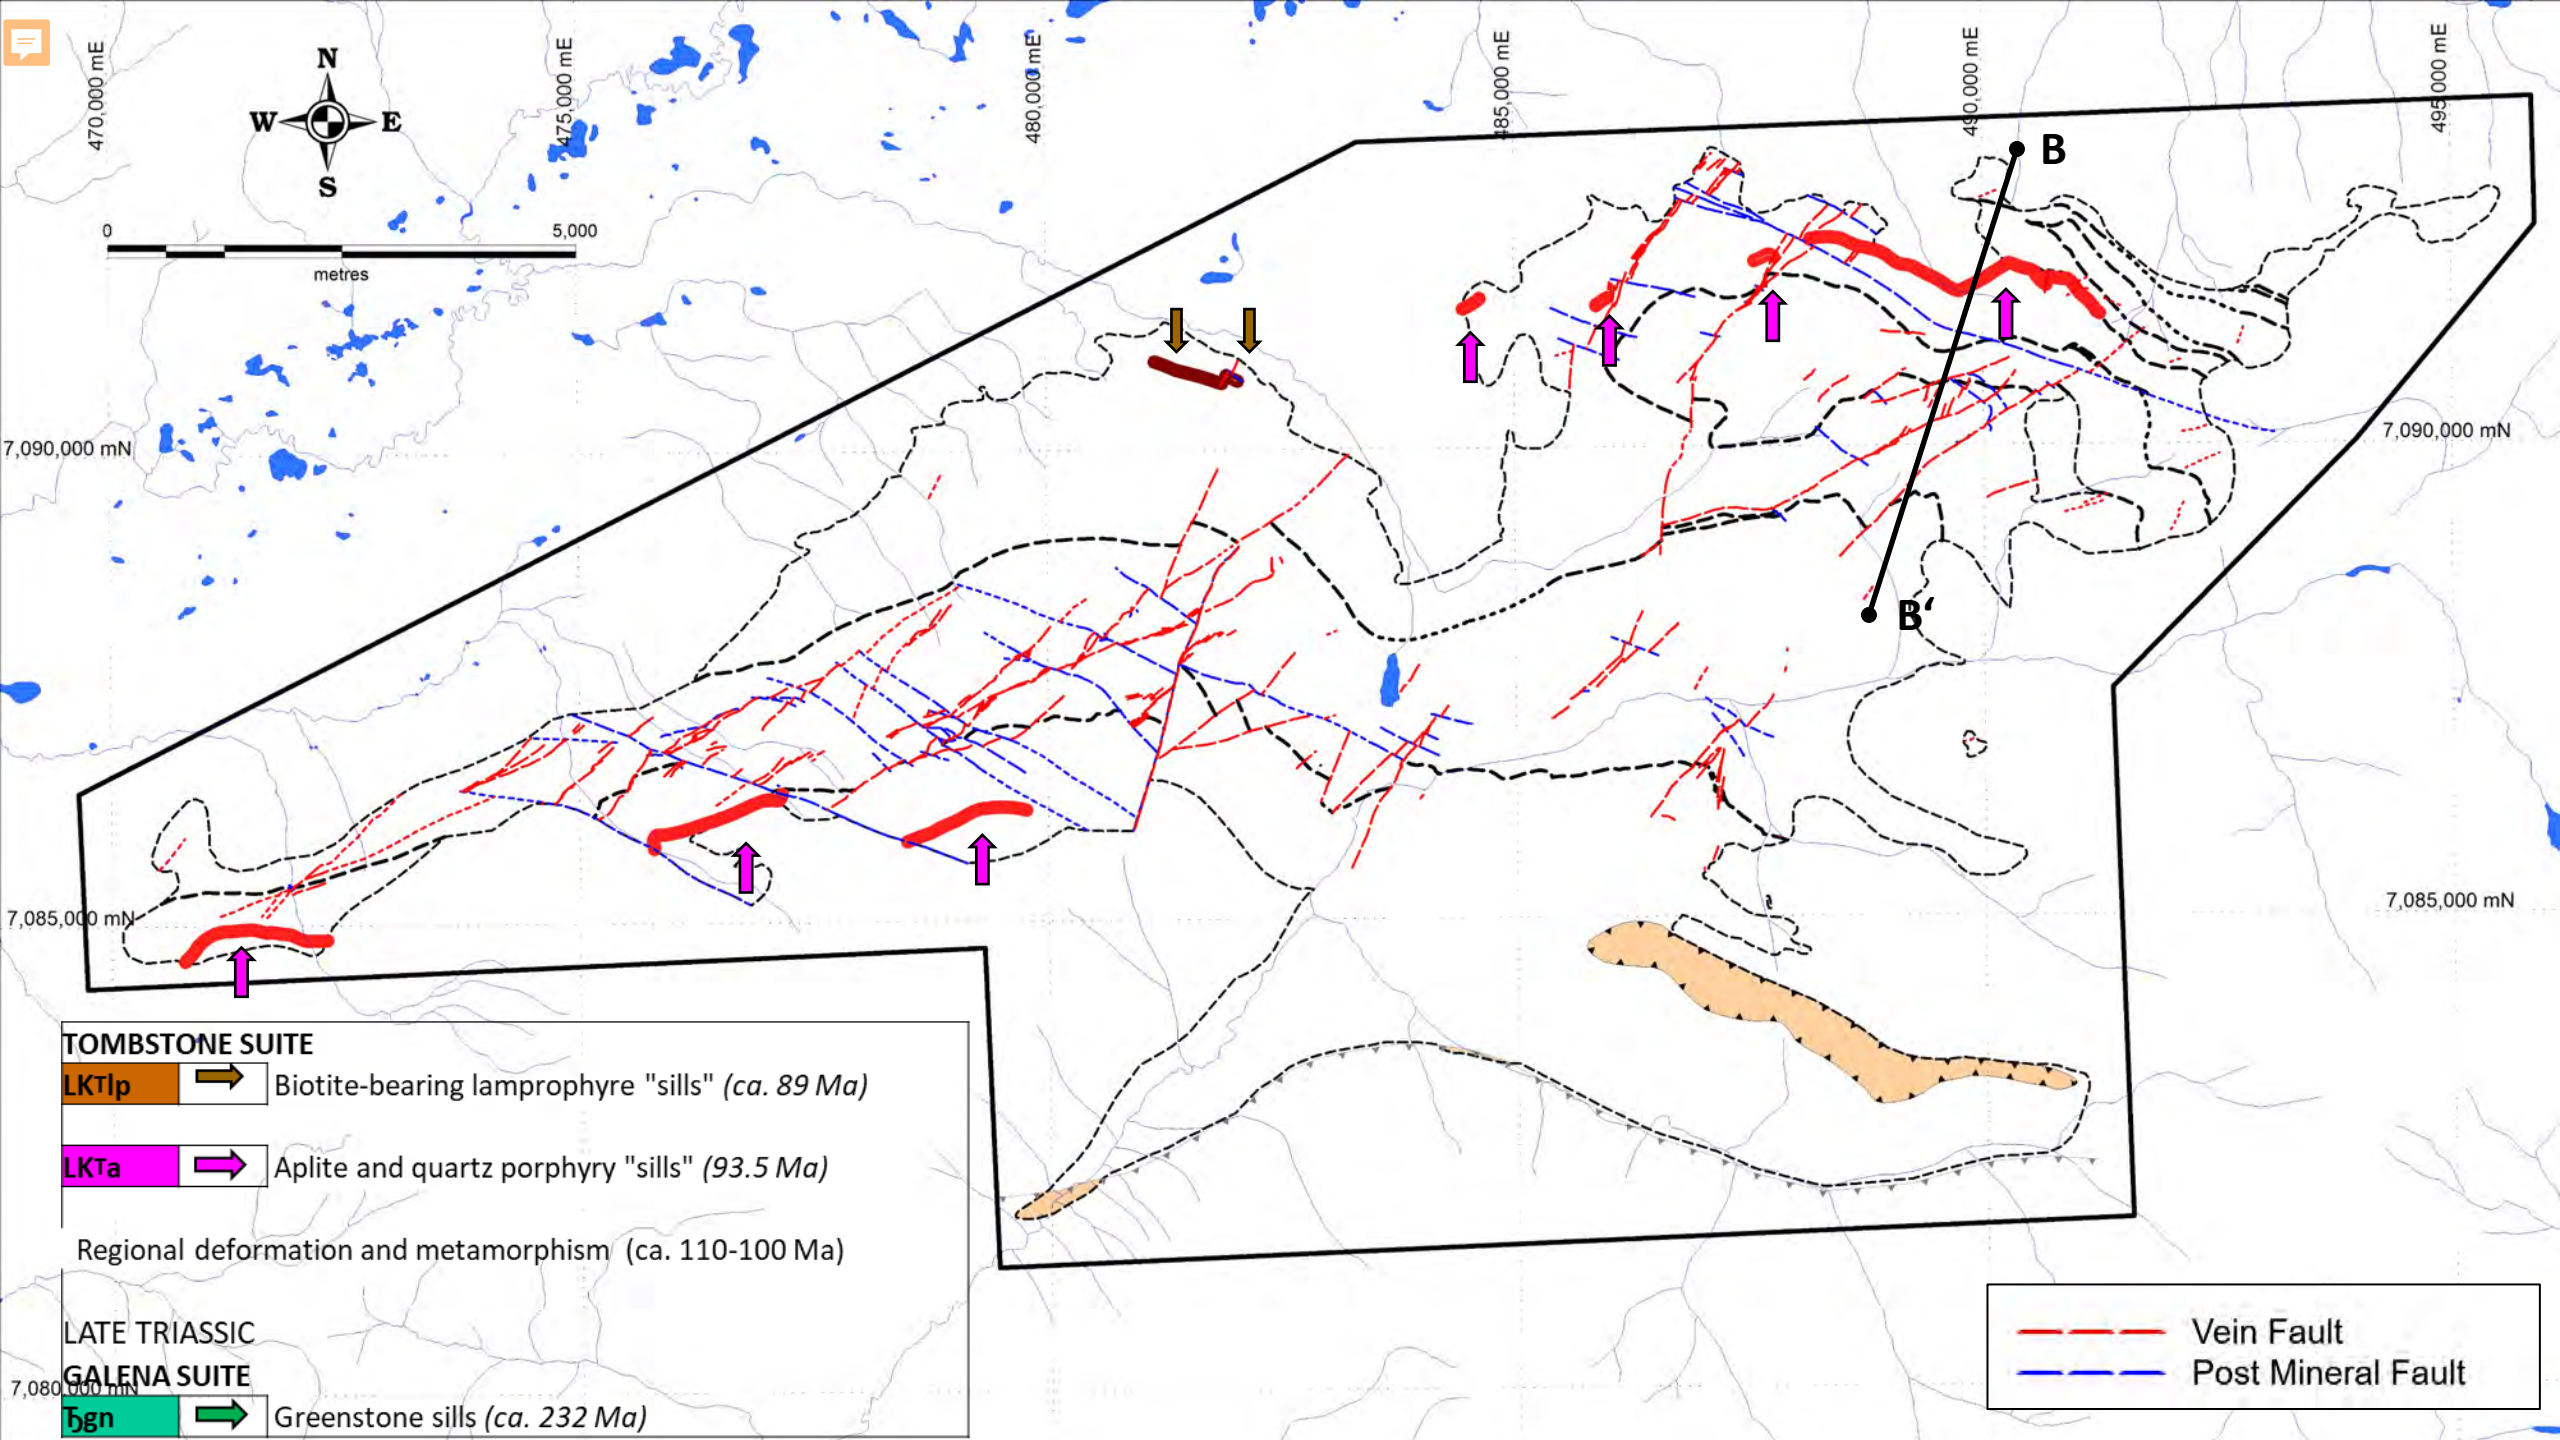 470,000 mE
475,000 mE
480,000 mE
485,000 mE
490,000 mE
495,000 mE
N
W E
S
0 5,000
metres
B
7,090,000 mN
7,090,000 mN
B‘
7,085,000 mN
7,085,000 mN
TOMBSTONE SUITE
LKTlp Biotite-bearing lamprophyre "sills" (ca. 89 Ma)
LKTa Aplite and quartz porphyry "sills" (93.5 Ma)
Regional deformation and metamorphism (ca. 110-100 Ma)
LATE TRIASSIC
GALENA SUITE
7,080,000 mN
Ꞇgn Greenstone sills (ca. 232 Ma)
Vein Fault
Post Mineral Fault